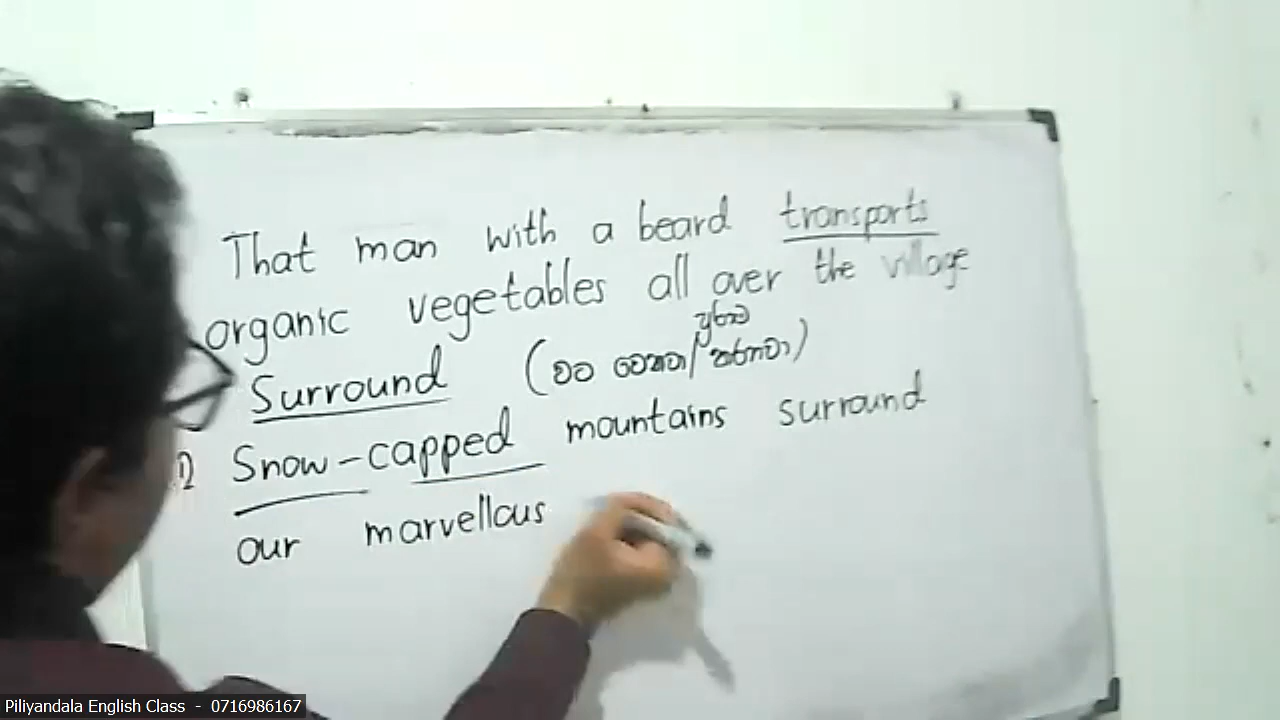 That man with a beard transports
organic vegetables all over the village
Surround (වට වෙනවා/ කරනවා)
1) Snow-capped mountains surround
our marvellous
Piliyandala English Class - 0716986167